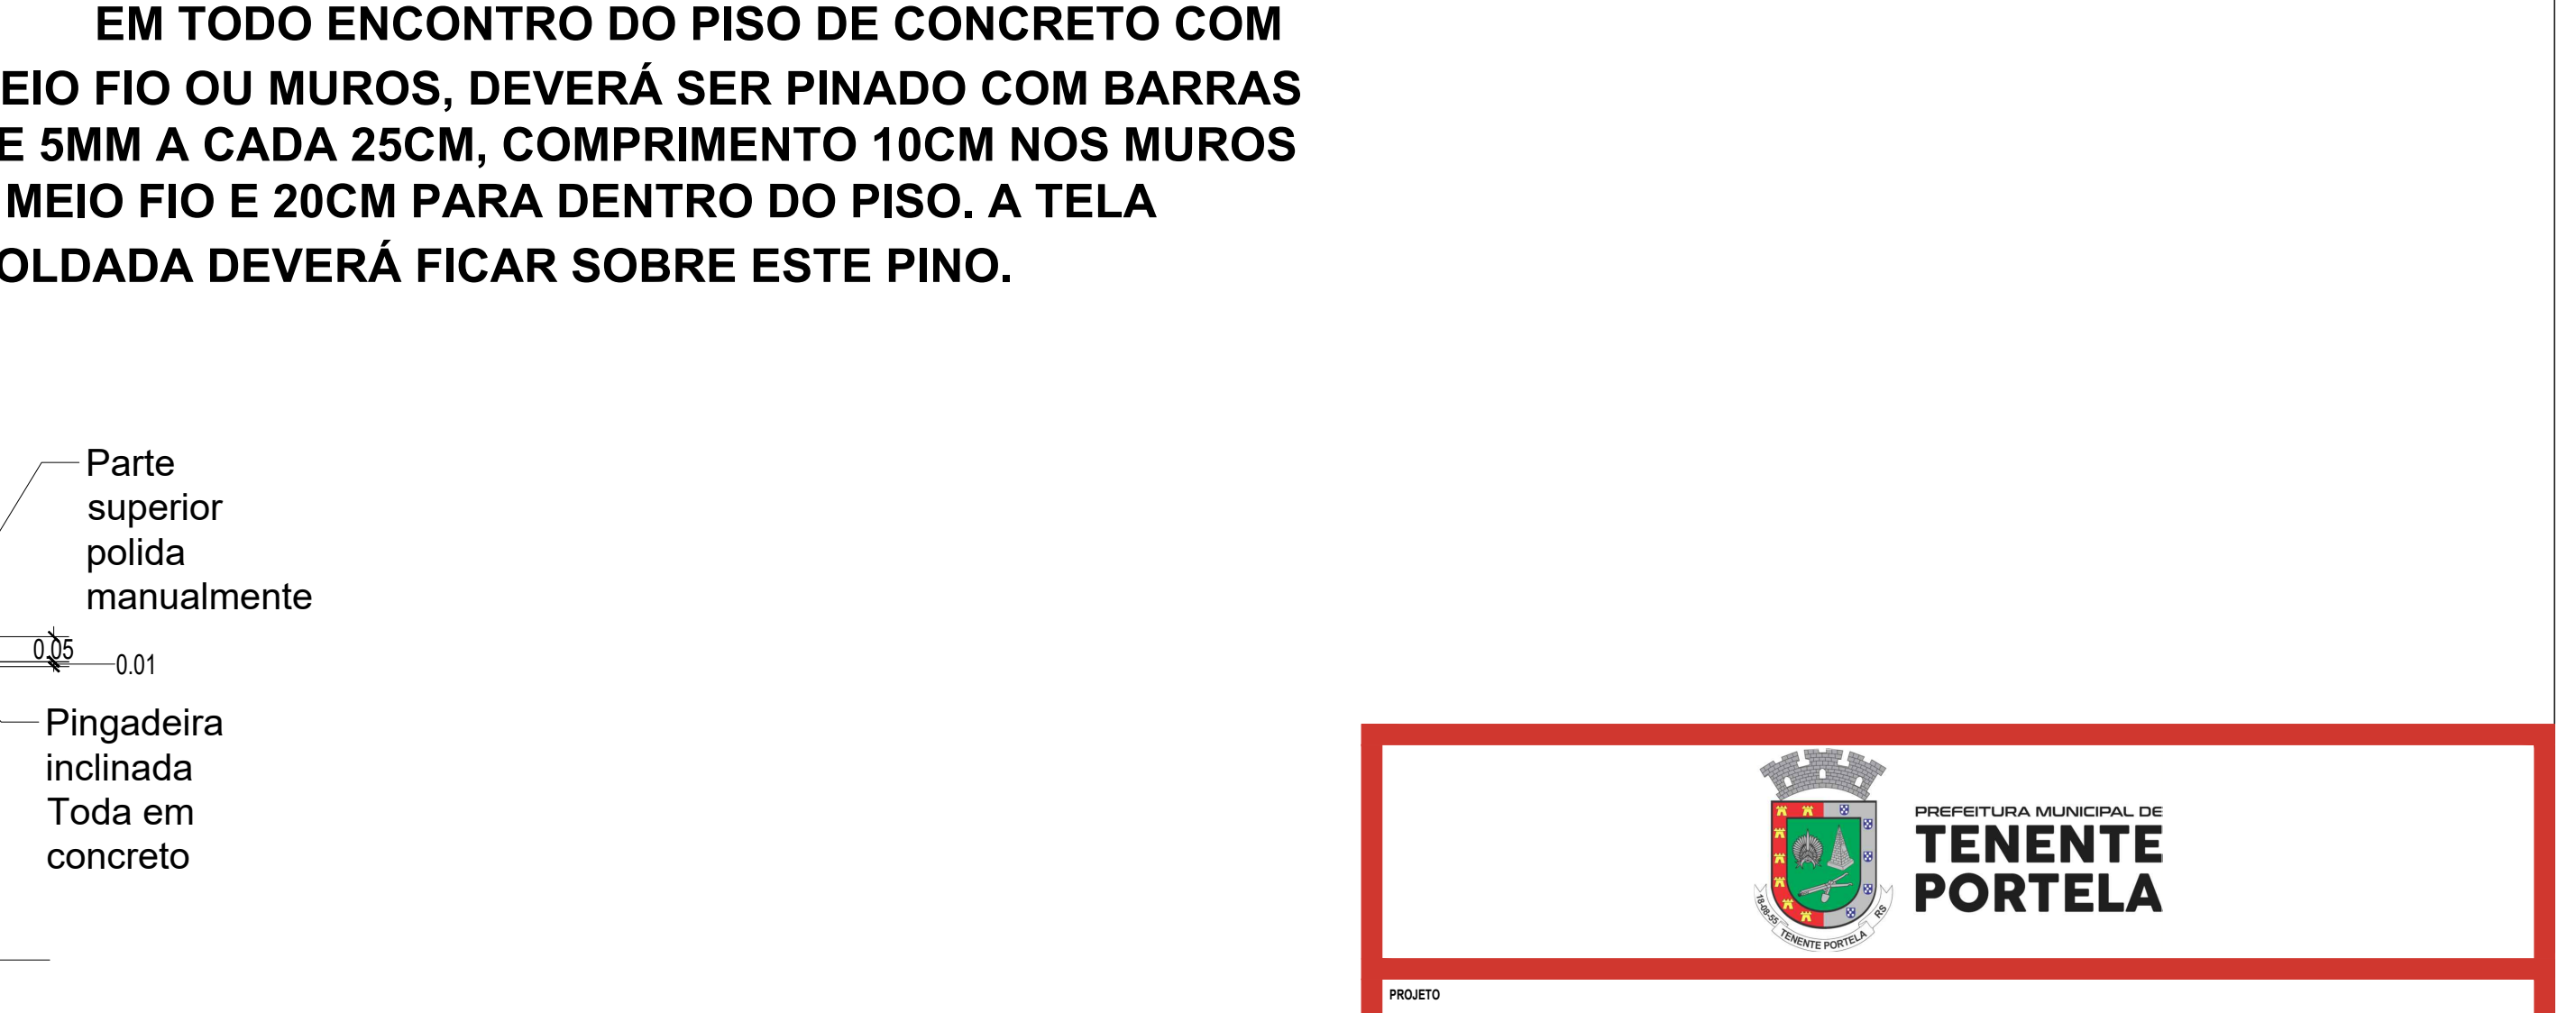 EM TODO ENCONTRO DO PISO DE CONCRETO COM
EIO FIO OU MUROS, DEVERÁ SER PINADO COM BARRAS
E 5MM A CADA 25CM, COMPRIMENTO 10CM NOS MUROS
MEIO FIO E 20CM PARA DENTRO DO PISO. A TELA
OLDADA DEVERÁ FICAR SOBRE ESTE PINO.
Parte
superior
polida
manualmente
0.05
0.01
Pingadeira
inclinada
Toda em
concreto
PREFEITURA MUNICIPAL DE
TENENTE
PORTELA
18-08-55 TENENTE PORTELA RS
PROJETO